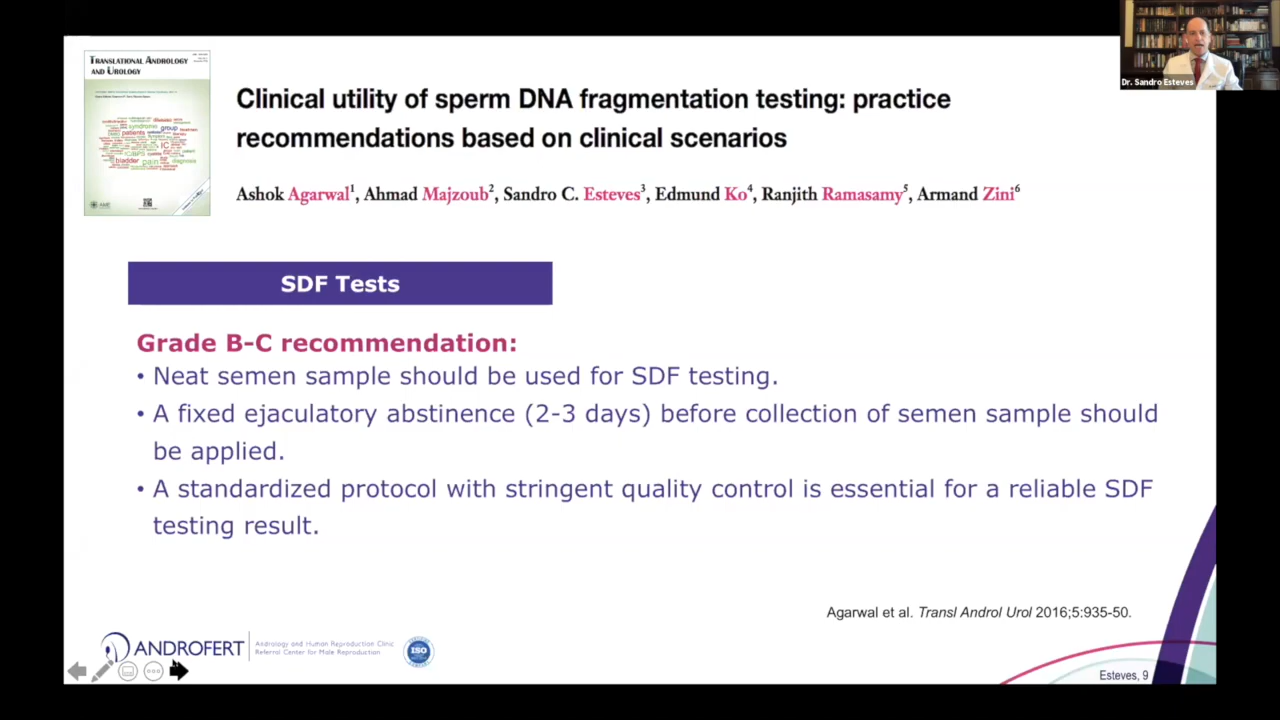 Dr. Sandro Esteves
TRANSLATIONAL ANDROLOGY
AND UROLOGY
Clinical utility of sperm DNA fragmentation testing: practice
recommendations based on clinical scenarios
Ashok Agarwal1, Ahmad Majzoub2, Sandro C. Esteves3, Edmund Ko4, Ranjith Ramasamy5, Armand Zini6
SDF Tests
Grade B-C recommendation:
• Neat semen sample should be used for SDF testing.
• A fixed ejaculatory abstinence (2-3 days) before collection of semen sample should
be applied.
• A standardized protocol with stringent quality control is essential for a reliable SDF
testing result.
Agarwal et al. Transl Androl Urol 2016;5:935-50.
ANDROFERT
Andrology and Human Reproduction Clinic
Referral Center for Male Reproduction
ISO
Esteves, 9